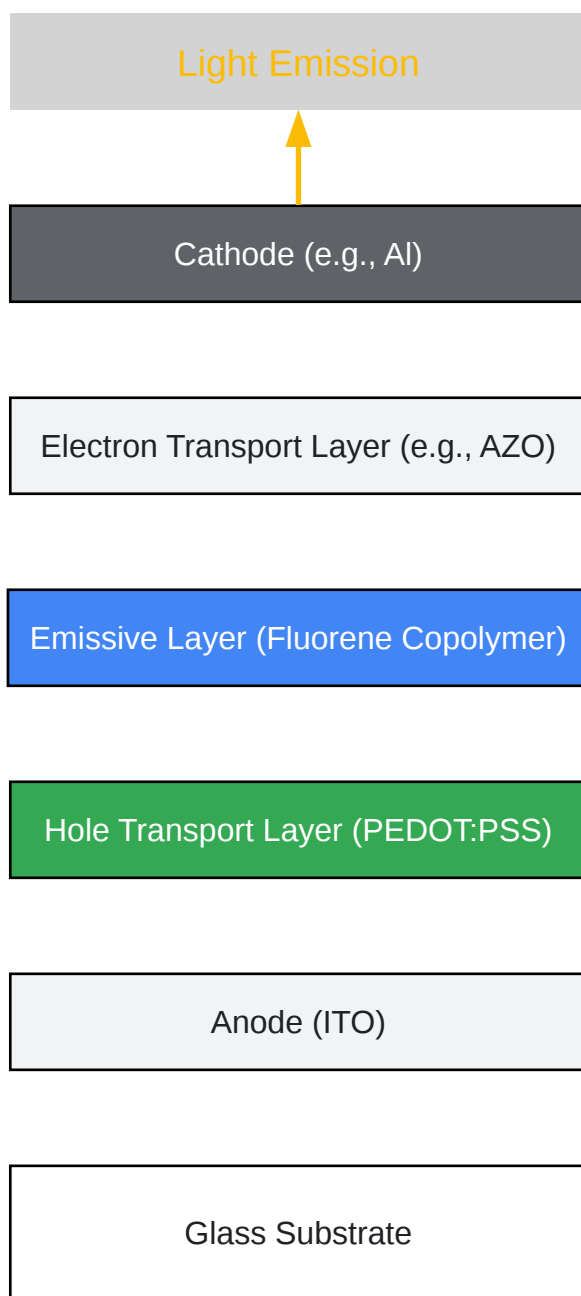 Light Emission
Cathode (e.g., Al)
Electron Transport Layer (e.g., AZO)
Emissive Layer (Fluorene Copolymer)
Hole Transport Layer (PEDOT:PSS)
Anode (ITO)
Glass Substrate